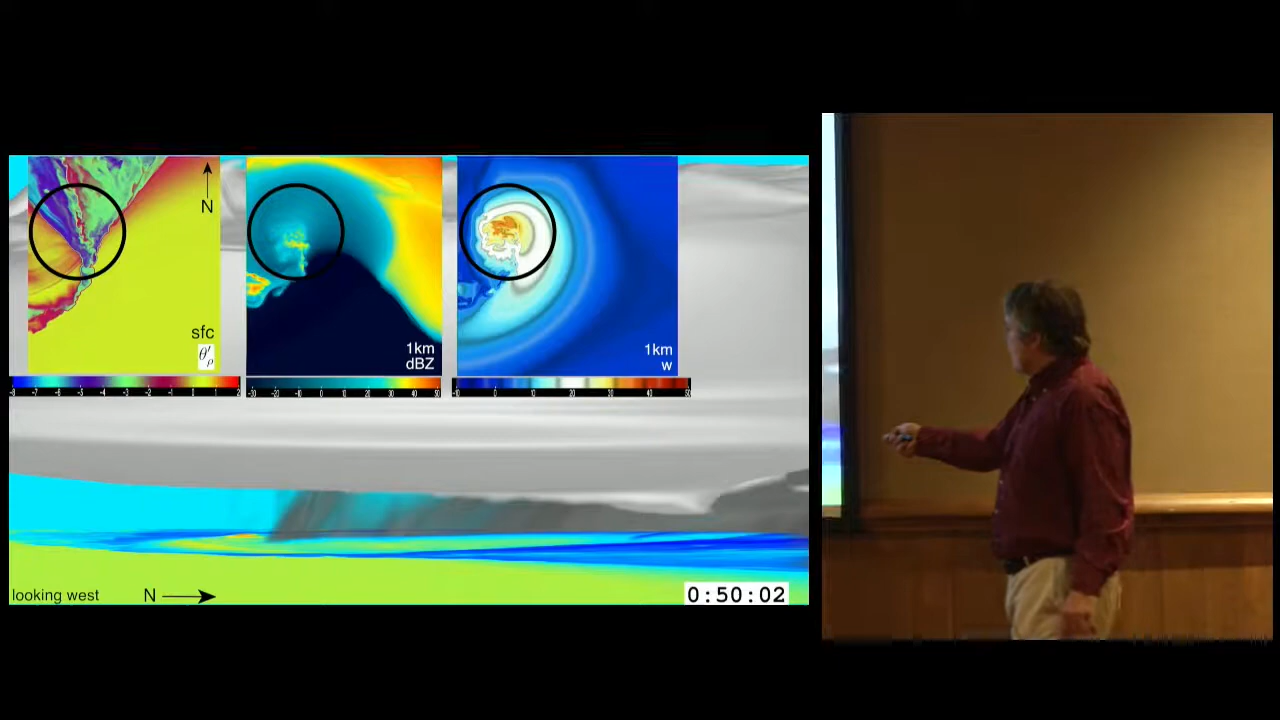 N
sfc
θ′ρ
1km
dBZ
1km
w
looking west
N
0:50:02